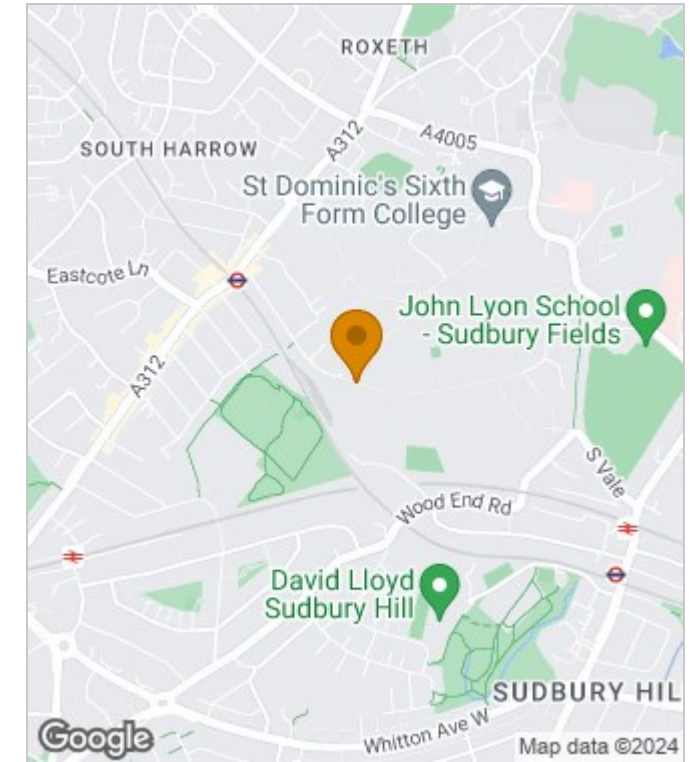 ROXETH
A4005
A312
SOUTH HARROW
St Dominic's Sixth
Form College
Eastcote Ln
John Lyon School
- Sudbury Fields
A312
S Vale
Wood End Rd
David Lloyd
Sudbury Hill
SUDBURY HIL
Whitton Ave W
Google
Map data ©2024